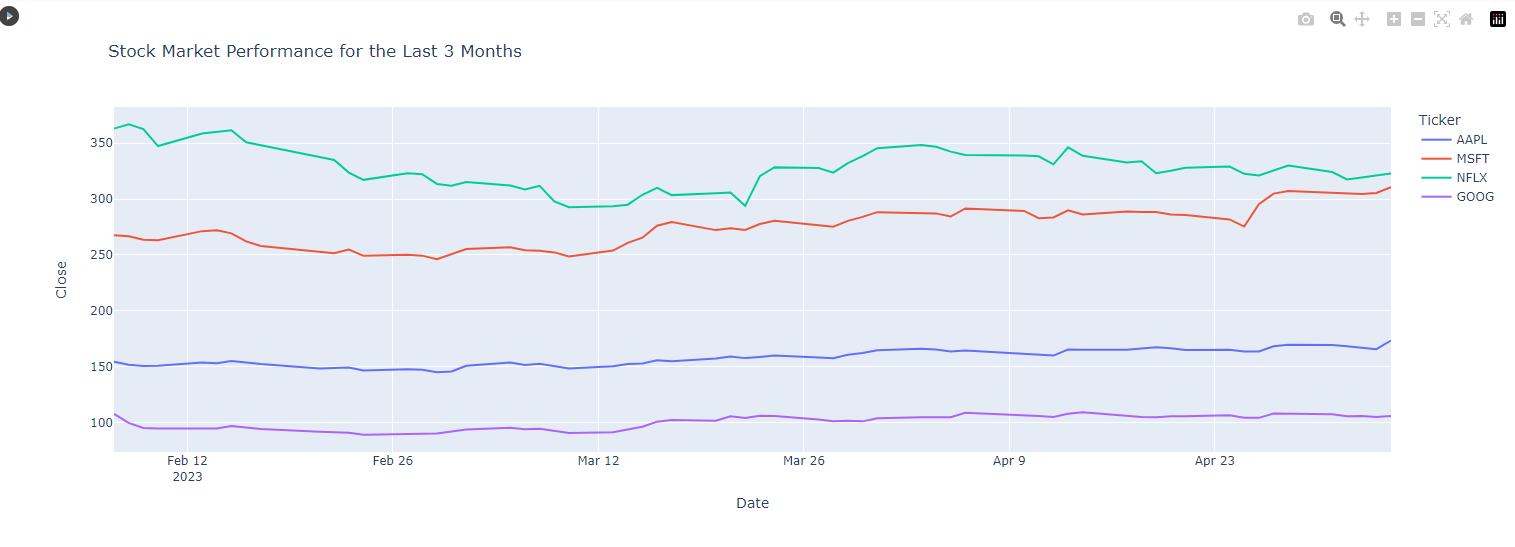 Stock Market Performance for the Last 3 Months
Ticker
AAPL
MSFT
NFLX
GOOG
350
300
250
200
150
100
Close
Feb 12
2023
Feb 26
Mar 12
Mar 26
Apr 9
Apr 23
Date